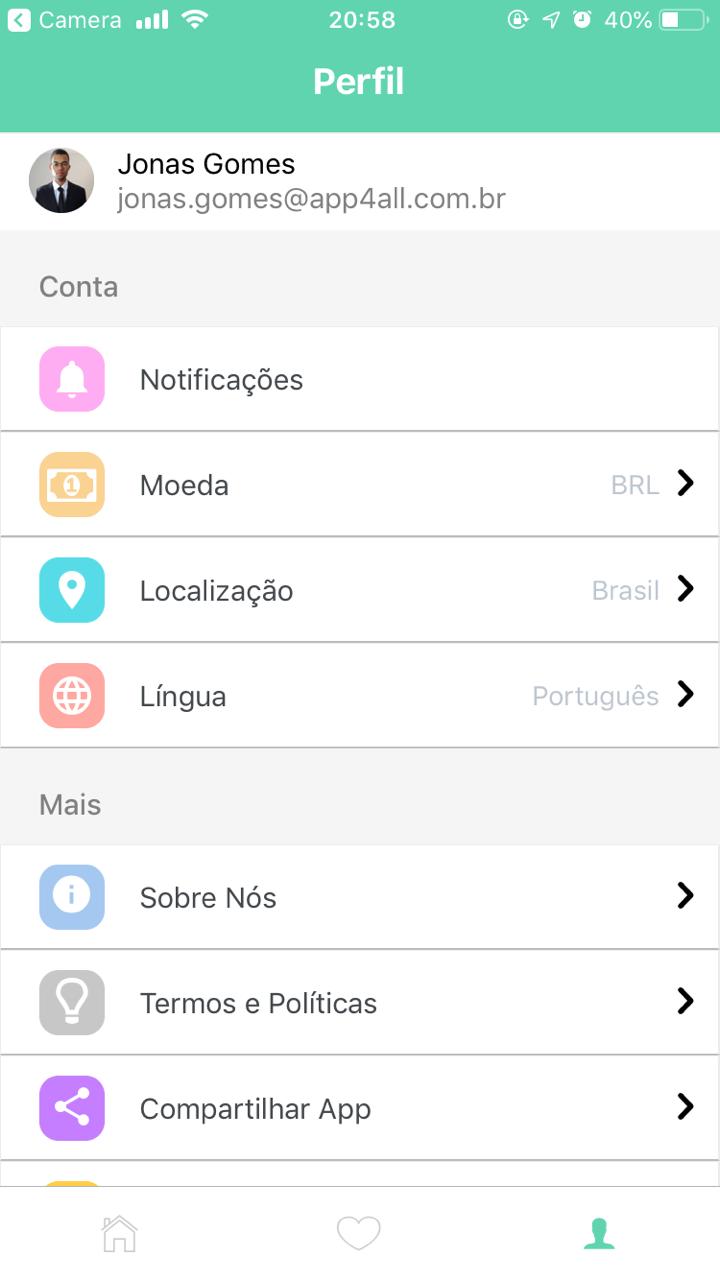 Camera 20:58 40%
Perfil
Jonas Gomes
jonas.gomes@app4all.com.br
Conta
Notificações
1 Moeda BRL
Localização Brasil
Língua Português
Mais
i Sobre Nós
Termos e Políticas
Compartilhar App